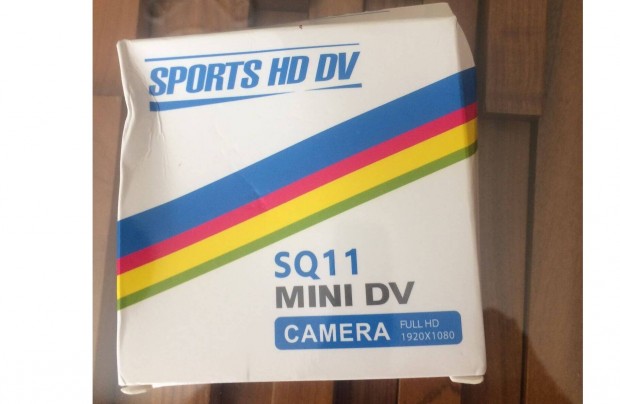 SPORTS HD DV
SQ11
MINI DV
CAMERA FULL HD
1920X1080